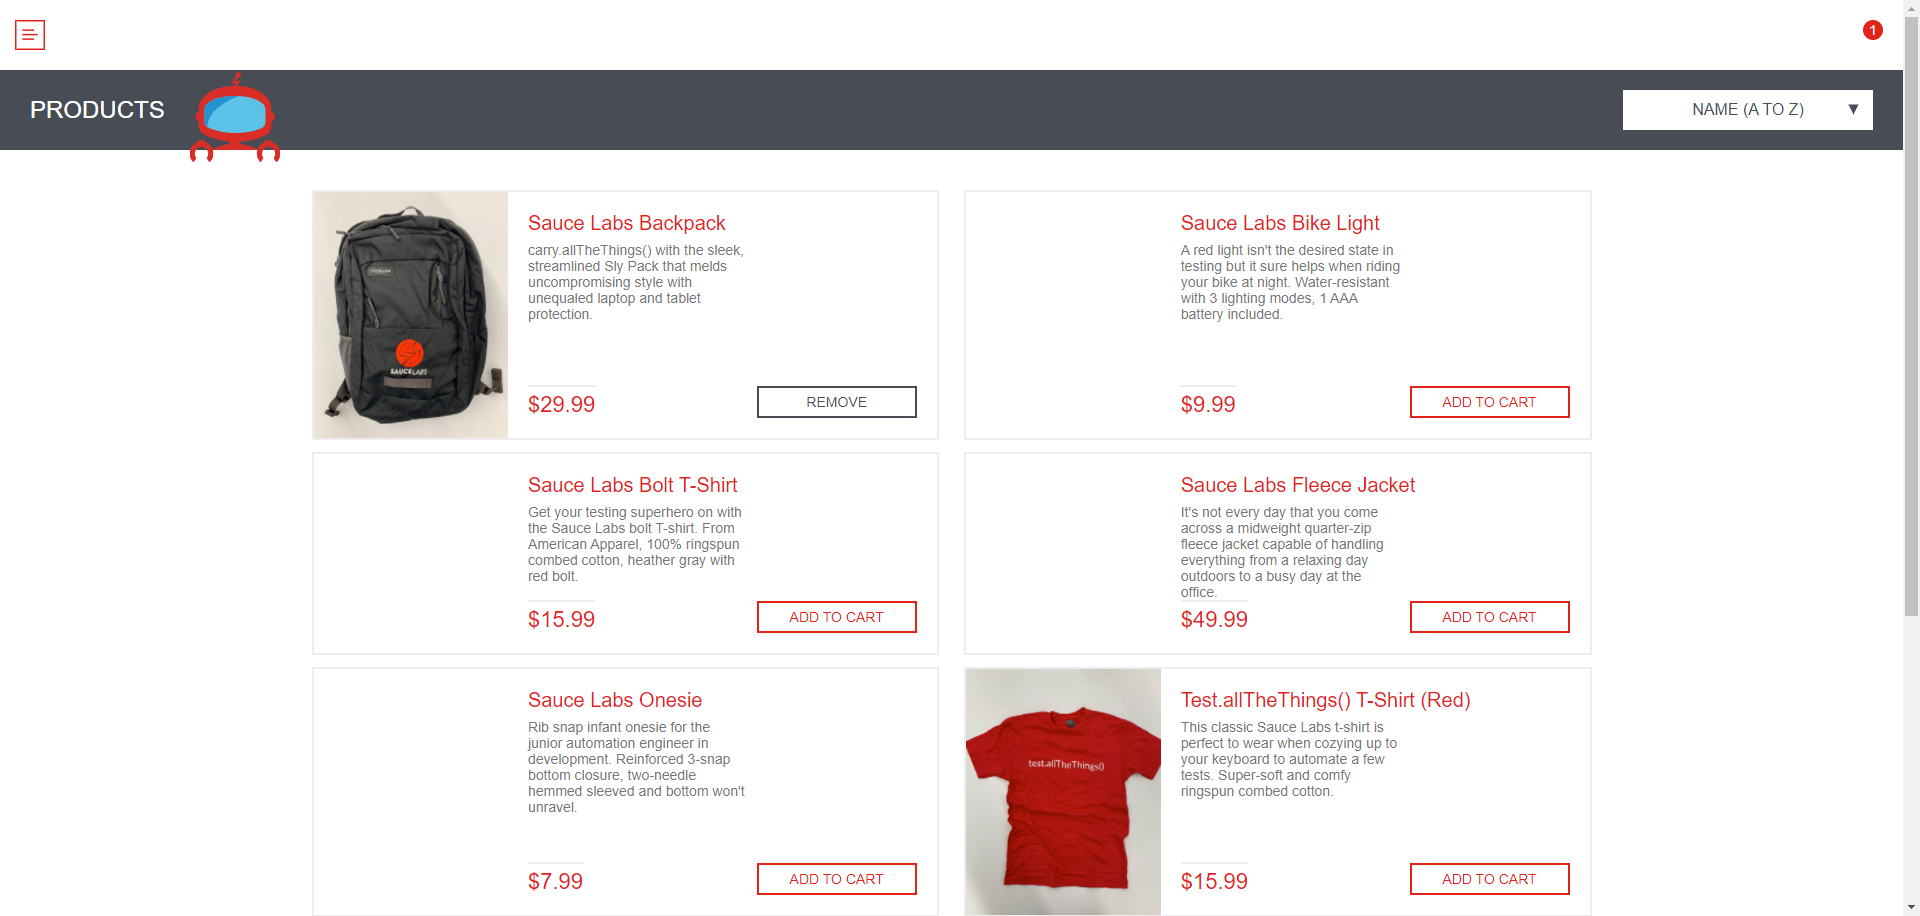 1
PRODUCTS
NAME (A TO Z)
Sauce Labs Backpack
carry.allTheThings() with the sleek,
streamlined Sly Pack that melds
uncompromising style with
unequaled laptop and tablet
protection.
SAUCELABS
$29.99
REMOVE
Sauce Labs Bike Light
A red light isn't the desired state in
testing but it sure helps when riding
your bike at night. Water-resistant
with 3 lighting modes, 1 AAA
battery included.
$9.99
ADD TO CART
Sauce Labs Bolt T-Shirt
Get your testing superhero on with
the Sauce Labs bolt T-shirt. From
American Apparel, 100% ringspun
combed cotton, heather gray with
red bolt.
$15.99
ADD TO CART
Sauce Labs Fleece Jacket
It's not every day that you come
across a midweight quarter-zip
fleece jacket capable of handling
everything from a relaxing day
outdoors to a busy day at the
office.
$49.99
ADD TO CART
Sauce Labs Onesie
Rib snap infant onesie for the
junior automation engineer in
development. Reinforced 3-snap
bottom closure, two-needle
hemmed sleeved and bottom won't
unravel.
$7.99
ADD TO CART
test.allTheThings()
Test.allTheThings() T-Shirt (Red)
This classic Sauce Labs t-shirt is
perfect to wear when cozying up to
your keyboard to automate a few
tests. Super-soft and comfy
ringspun combed cotton.
$15.99
ADD TO CART